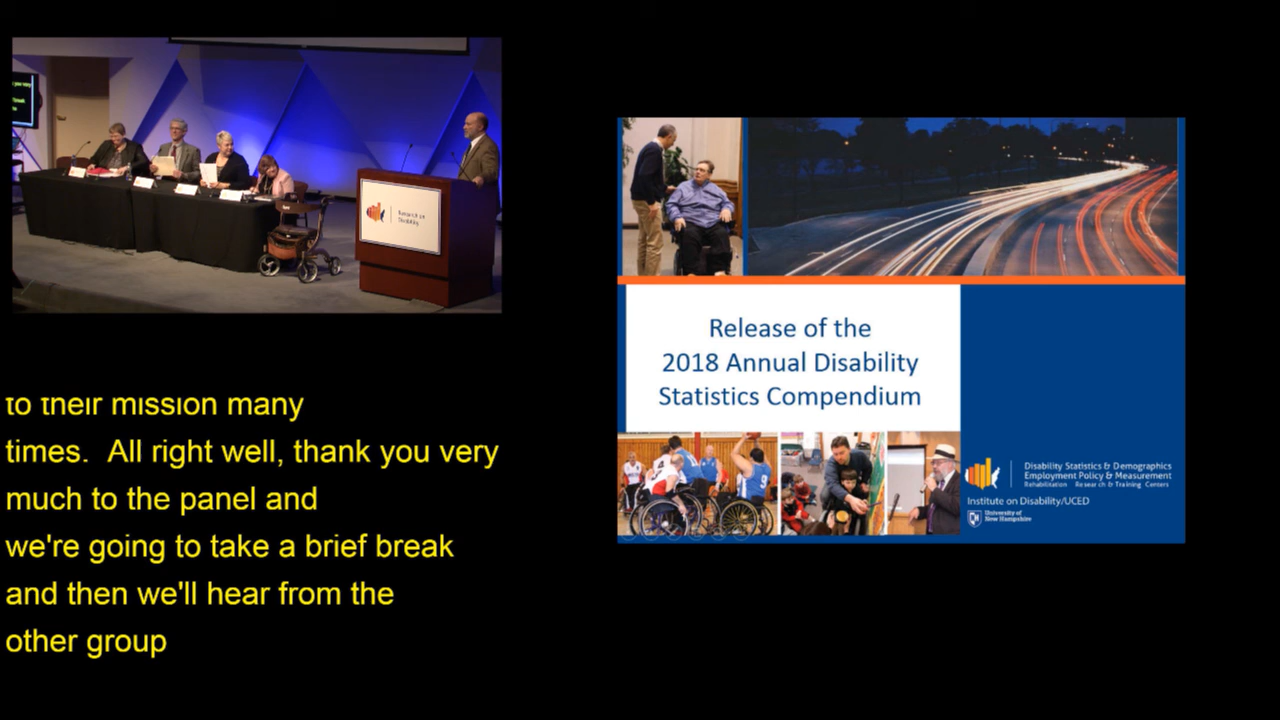 Research on
Disability
to their mission many
times. All right well, thank you very
much to the panel and
we're going to take a brief break
and then we'll hear from the
other group
Release of the
2018 Annual Disability
Statistics Compendium
9
Disability Statistics & Demographics
Employment Policy & Measurement
Rehabilitation Research & Training Centers
Institute on Disability/UCED
University of
New Hampshire